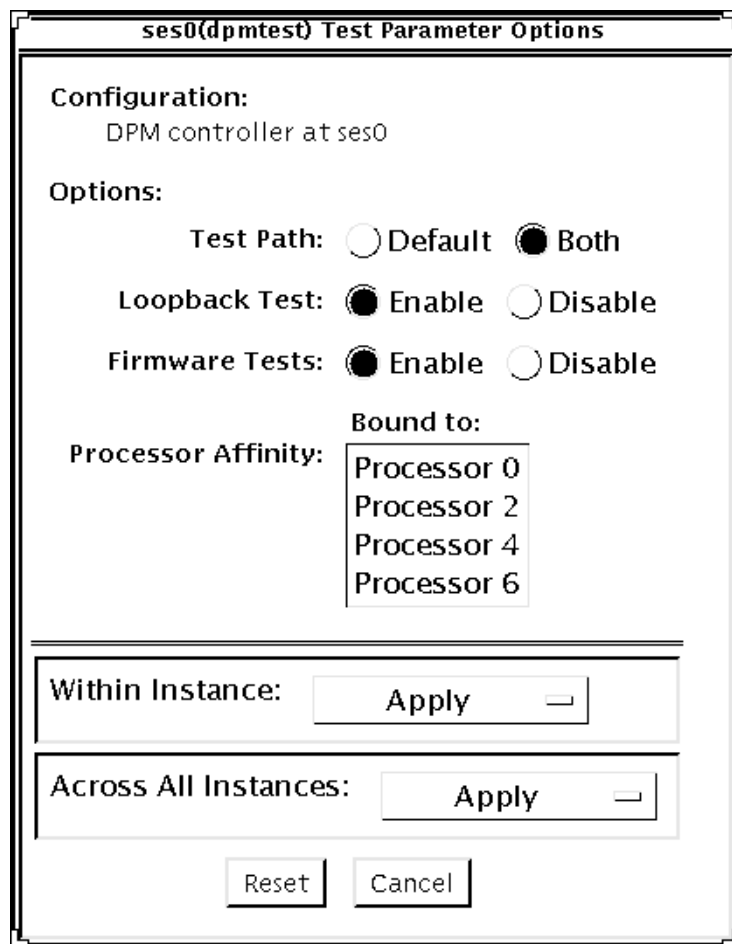 ses0(dpmtest) Test Parameter Options
Configuration:
DPM controller at ses0
Options:
Test Path: Default Both
Loopback Test: Enable Disable
Firmware Tests: Enable Disable
Bound to:
Processor Affinity:
Processor 0
Processor 2
Processor 4
Processor 6
Within Instance: Apply
Across All Instances: Apply
Reset Cancel